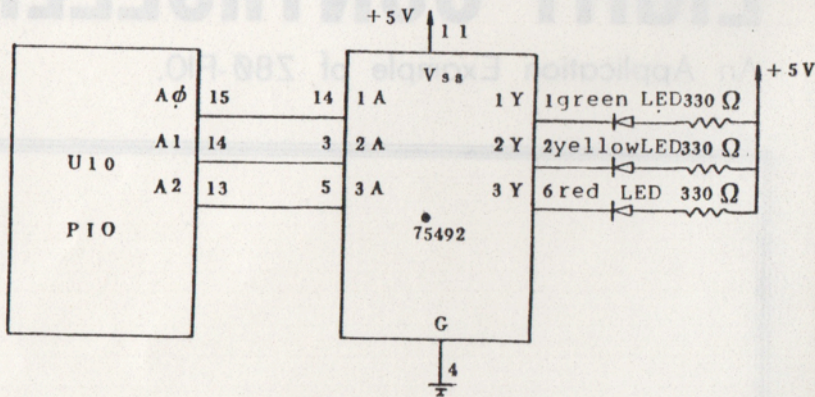 +5V
11
Vss
+5V
Aϕ 15 14 1A 1Y 1green LED330 Ω
A1 14 3 2A 2Y 2yellowLED330 Ω
U10
A2 13 5 3A 3Y 6red LED 330 Ω
PIO
75492
G
4
An Application Example of Z80-PIO.